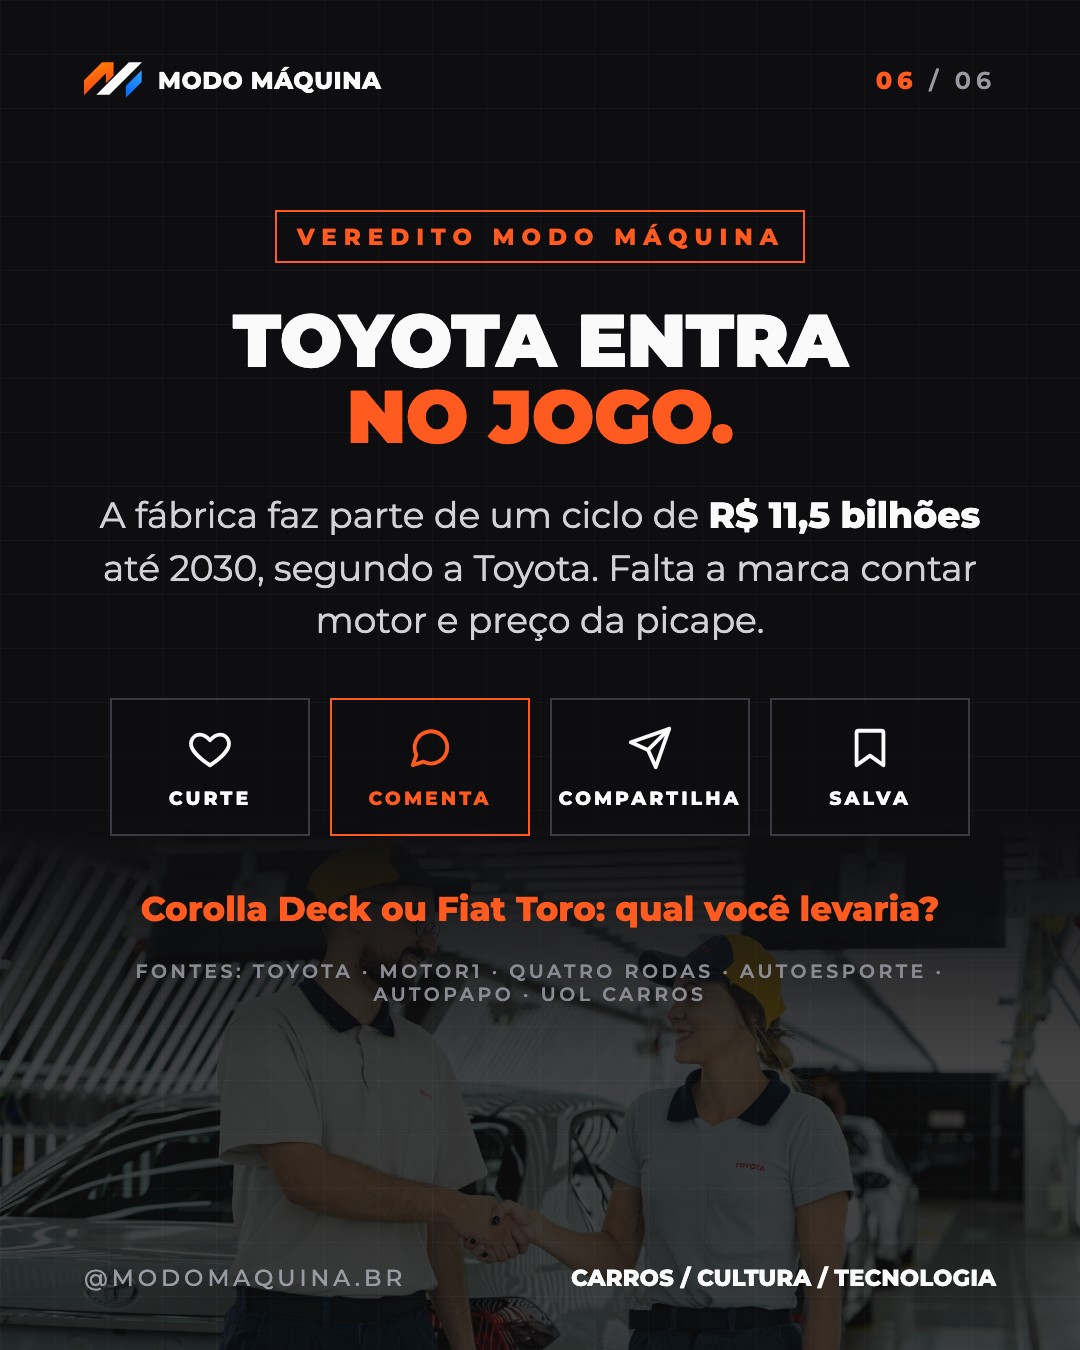 MODO MÁQUINA
06 / 06
VEREDITO MODO MÁQUINA
TOYOTA ENTRA
NO JOGO.
A fábrica faz parte de um ciclo de R$ 11,5 bilhões
até 2030, segundo a Toyota. Falta a marca contar
motor e preço da picape.
CURTE
COMENTA
COMPARTILHA
SALVA
Corolla Deck ou Fiat Toro: qual você levaria?
FONTES: TOYOTA · MOTOR1 · QUATRO RODAS · AUTOESPORTE ·
AUTOPAPO · UOL CARROS
TOYOTA
@MODOMAQUINA.BR
CARROS / CULTURA / TECNOLOGIA